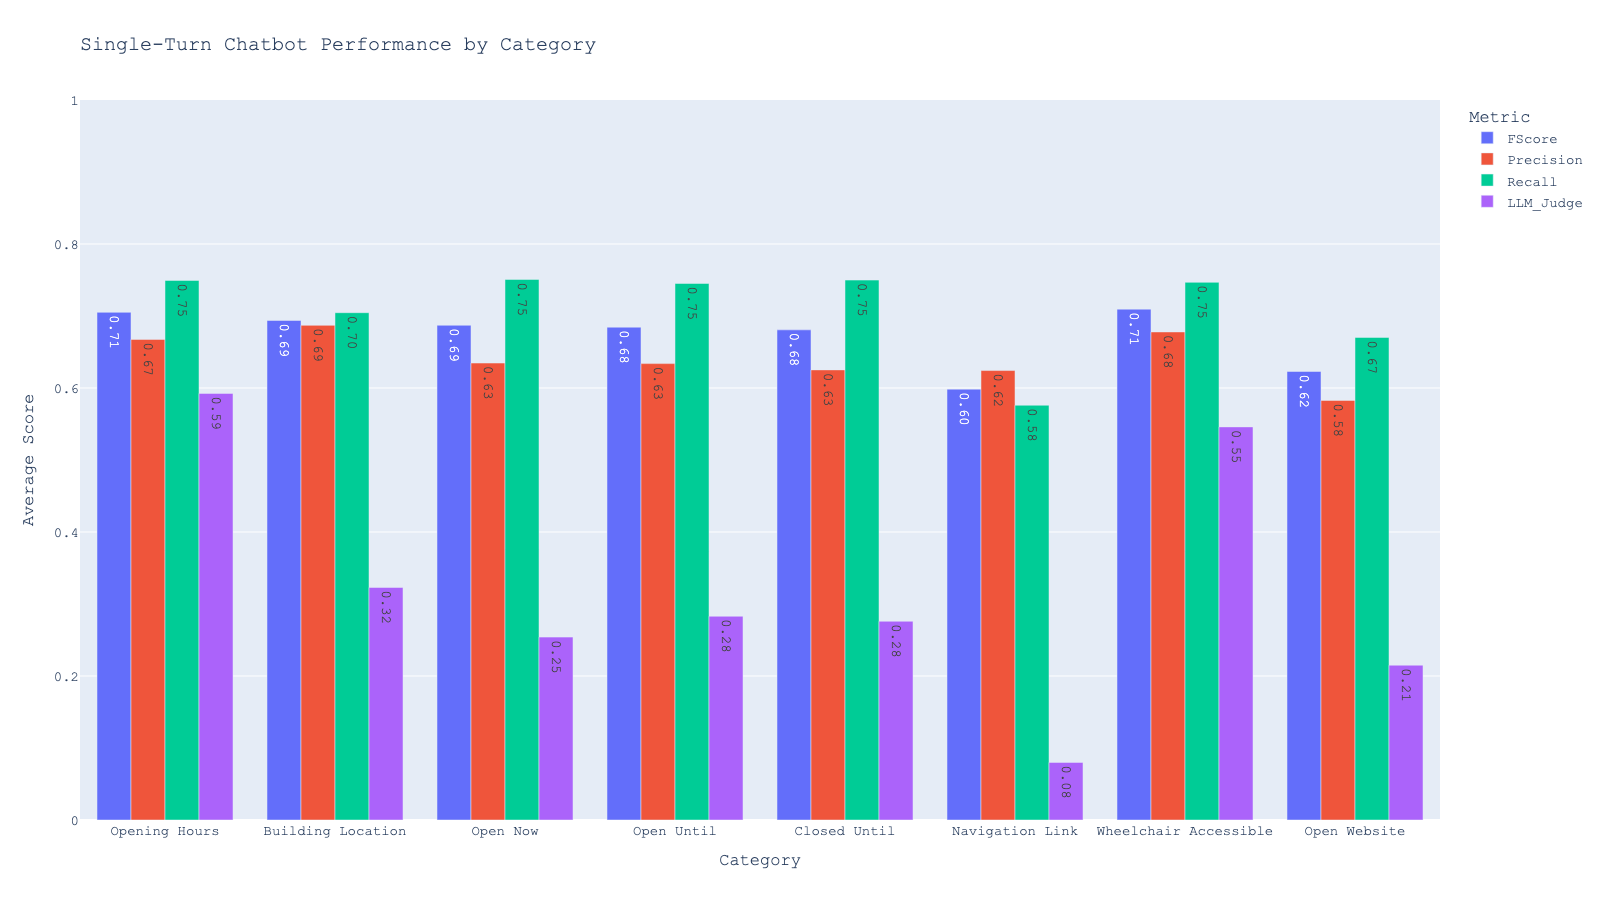 Single-Turn Chatbot Performance by Category
Metric
FScore
Precision
Recall
LLM_Judge
Average Score
1
0.8
0.6
0.4
0.2
0
0.71
0.67
0.75
0.59
0.69
0.69
0.70
0.32
0.69
0.63
0.75
0.25
0.68
0.63
0.75
0.28
0.68
0.63
0.75
0.28
0.60
0.62
0.58
0.08
0.71
0.68
0.75
0.55
0.62
0.58
0.67
0.21
Opening Hours
Building Location
Open Now
Open Until
Closed Until
Navigation Link
Wheelchair Accessible
Open Website
Category